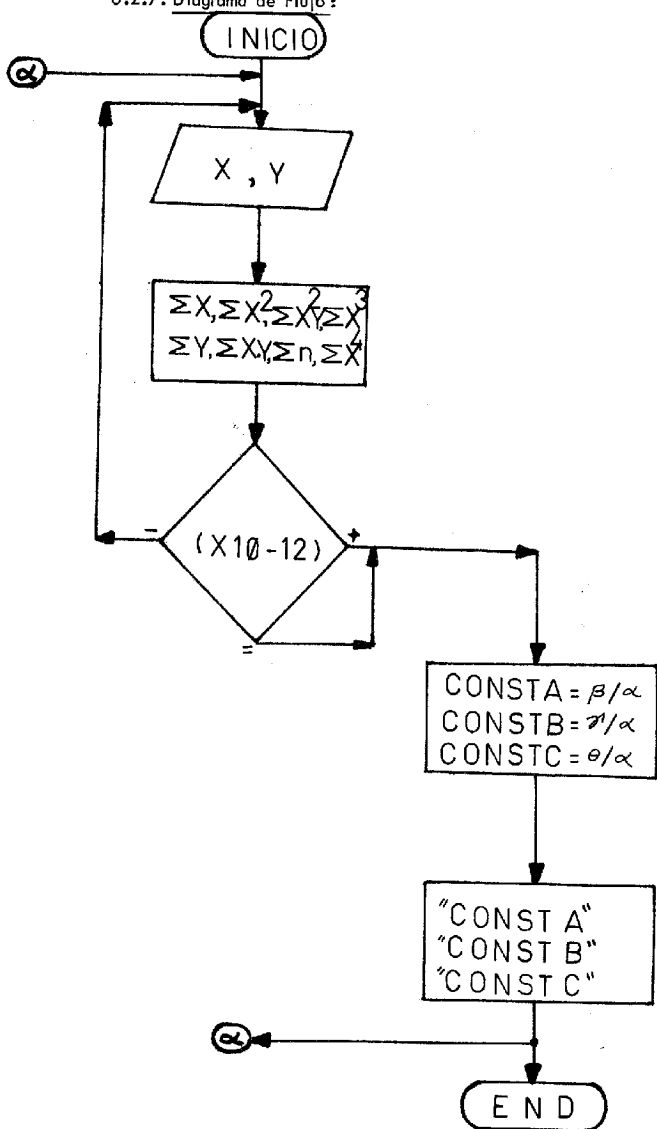 Diagrama de Flujo:
INICIO
α
X , Y
ΣX, ΣX², ΣX²Y, ΣX³
ΣY, ΣXY, Σn, ΣX⁴
(X10-12)
-
+
=
CONSTA = β/α
CONSTB = γ/α
CONSTC = θ/α
"CONST A"
"CONST B"
"CONST C"
α
END